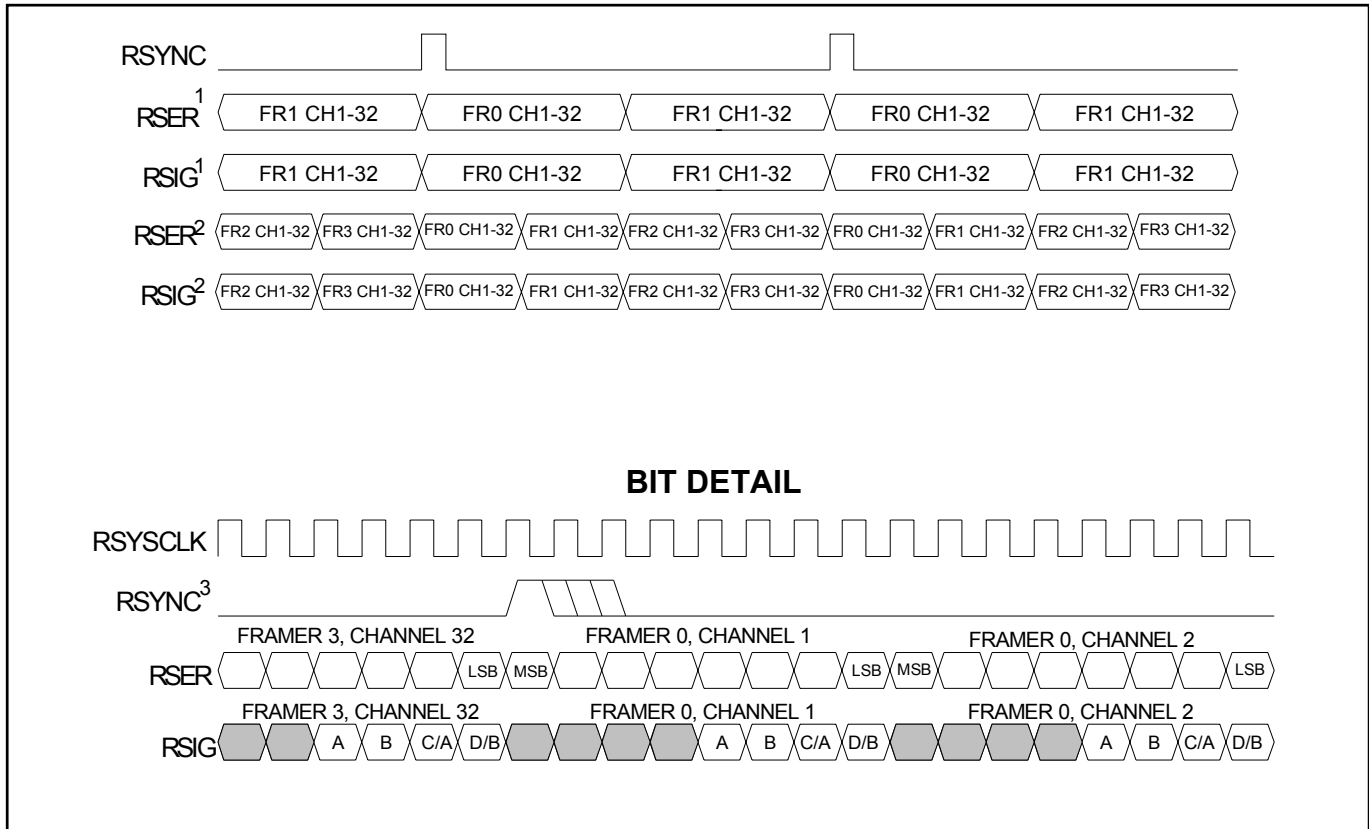 RSYNC
RSER1 FR1 CH1-32 FR0 CH1-32 FR1 CH1-32 FR0 CH1-32 FR1 CH1-32
RSIG1 FR1 CH1-32 FR0 CH1-32 FR1 CH1-32 FR0 CH1-32 FR1 CH1-32
RSER2 FR2 CH1-32 FR3 CH1-32 FR0 CH1-32 FR1 CH1-32 FR2 CH1-32 FR3 CH1-32 FR0 CH1-32 FR1 CH1-32 FR2 CH1-32 FR3 CH1-32
RSIG2 FR2 CH1-32 FR3 CH1-32 FR0 CH1-32 FR1 CH1-32 FR2 CH1-32 FR3 CH1-32 FR0 CH1-32 FR1 CH1-32 FR2 CH1-32 FR3 CH1-32
BIT DETAIL
RSYSCLK
RSYNC3
FRAMER 3, CHANNEL 32 FRAMER 0, CHANNEL 1 FRAMER 0, CHANNEL 2
RSER LSB MSB LSB MSB LSB
FRAMER 3, CHANNEL 32 FRAMER 0, CHANNEL 1 FRAMER 0, CHANNEL 2
RSIG A B C/A D/B A B C/A D/B A B C/A D/B